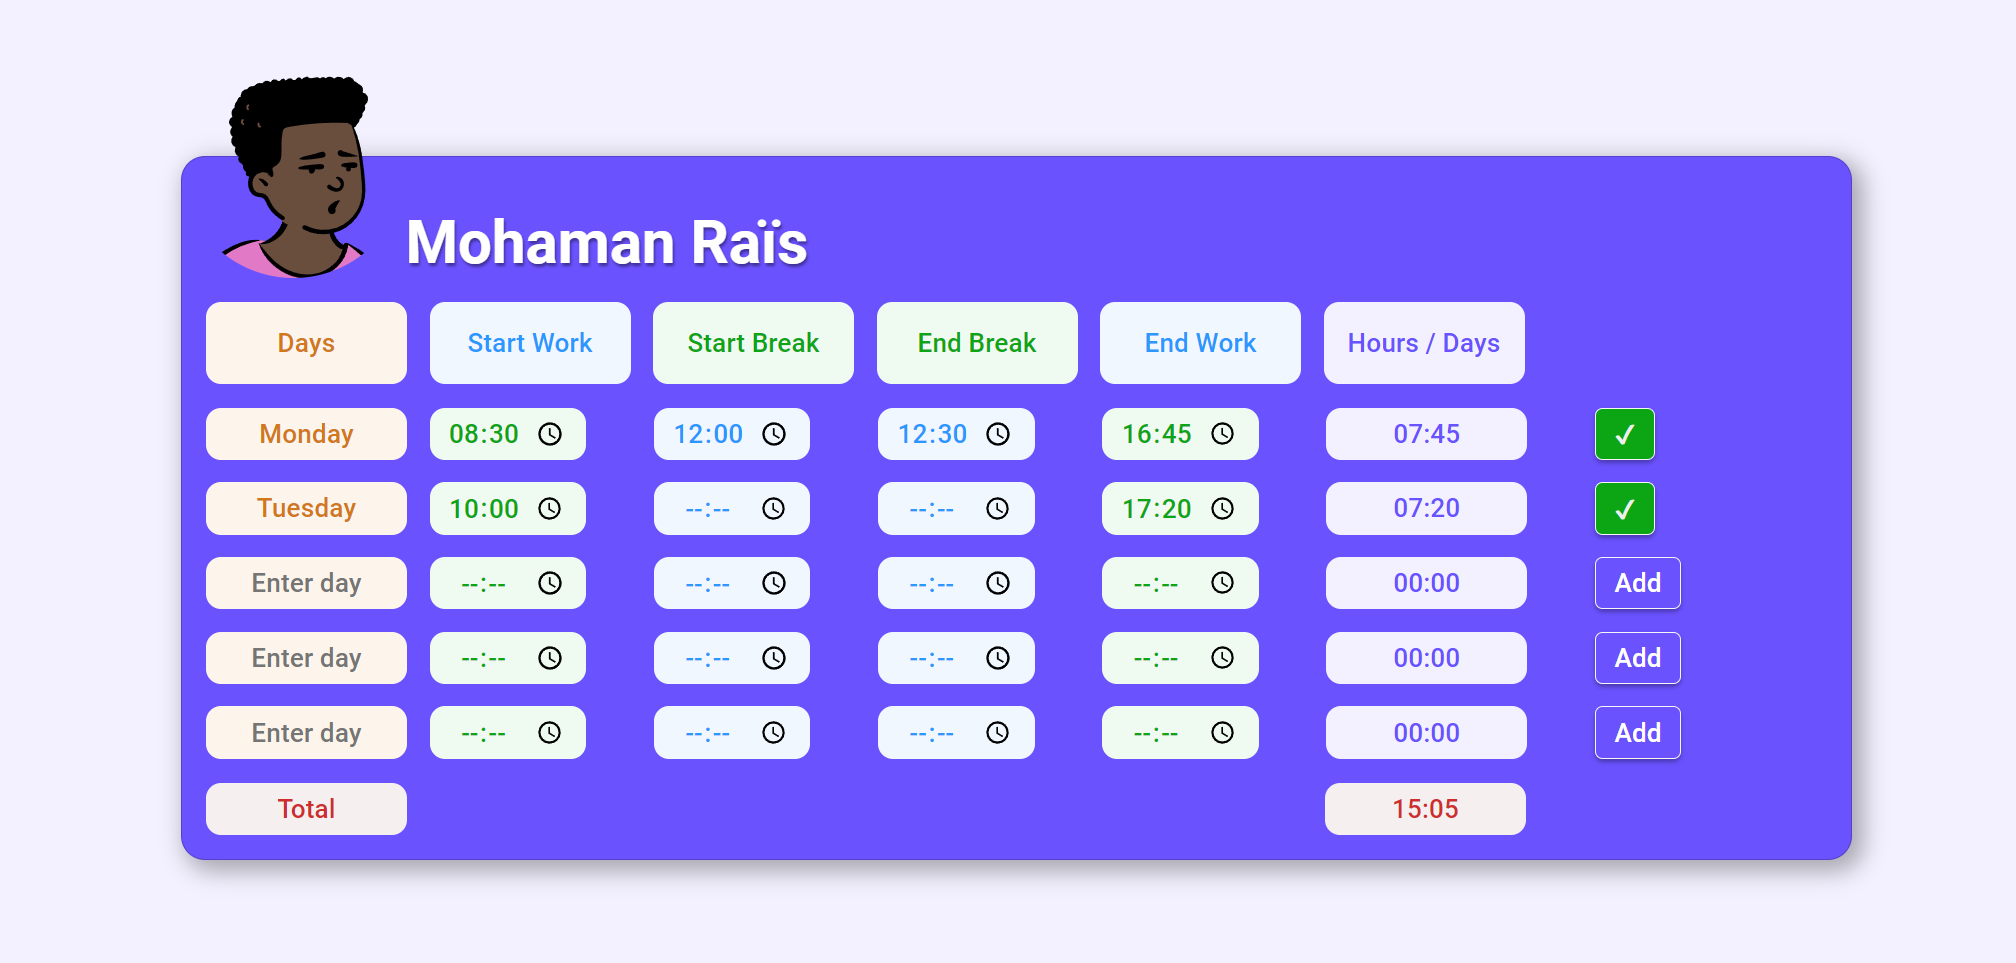 Mohaman Raïs
Days Start Work Start Break End Break End Work Hours / Days
Monday 08:30 12:00 12:30 16:45 07:45 ✓
Tuesday 10:00 --:-- --:-- 17:20 07:20 ✓
Enter day --:-- --:-- --:-- --:-- 00:00 Add
Enter day --:-- --:-- --:-- --:-- 00:00 Add
Enter day --:-- --:-- --:-- --:-- 00:00 Add
Total 15:05